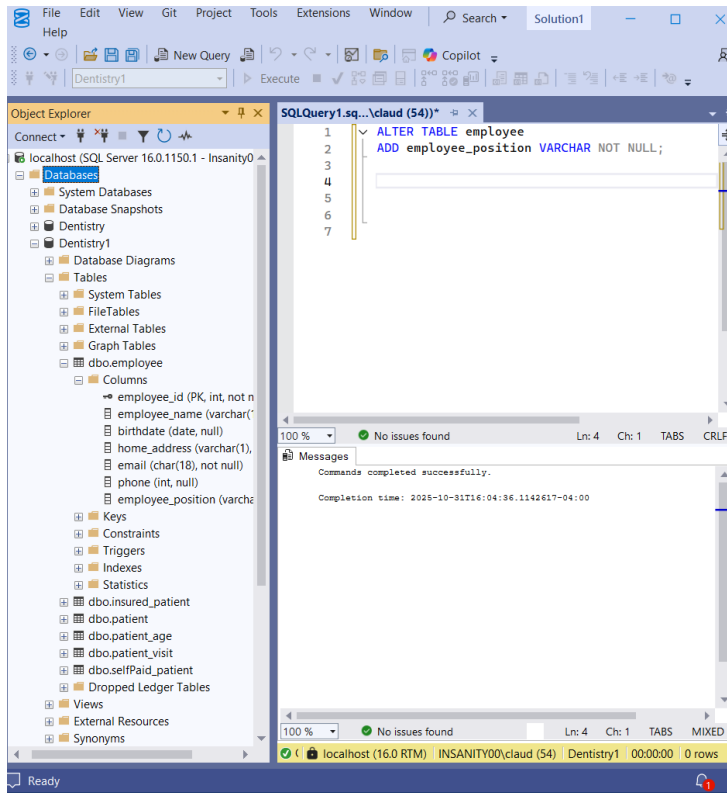 File Edit View Git Project Tools Extensions Window Search Solution1
Help
New Query Copilot
Dentistry1 Execute
Object Explorer
Connect
localhost (SQL Server 16.0.1150.1 - Insanity0
Databases
System Databases
Database Snapshots
Dentistry
Dentistry1
Database Diagrams
Tables
System Tables
FileTables
External Tables
Graph Tables
dbo.employee
Columns
employee_id (PK, int, not n
employee_name (varchar(
birthdate (date, null)
home_address (varchar(1),
email (char(18), not null)
phone (int, null)
employee_position (varcha
Keys
Constraints
Triggers
Indexes
Statistics
dbo.insured_patient
dbo.patient
dbo.patient_age
dbo.patient_visit
dbo.selfPaid_patient
Dropped Ledger Tables
Views
External Resources
Synonyms
SQLQuery1.sq...\claud (54))*
1 ALTER TABLE employee
2 ADD employee_position VARCHAR NOT NULL;
3
4
5
6
7
100 % No issues found Ln: 4 Ch: 1 TABS CRLF
Messages
Commands completed successfully.
Completion time: 2025-10-31T16:04:36.1142617-04:00
100 % No issues found Ln: 4 Ch: 1 TABS MIXED
localhost (16.0 RTM) INSANITY00\claud (54) Dentistry1 00:00:00 0 rows
Ready 1